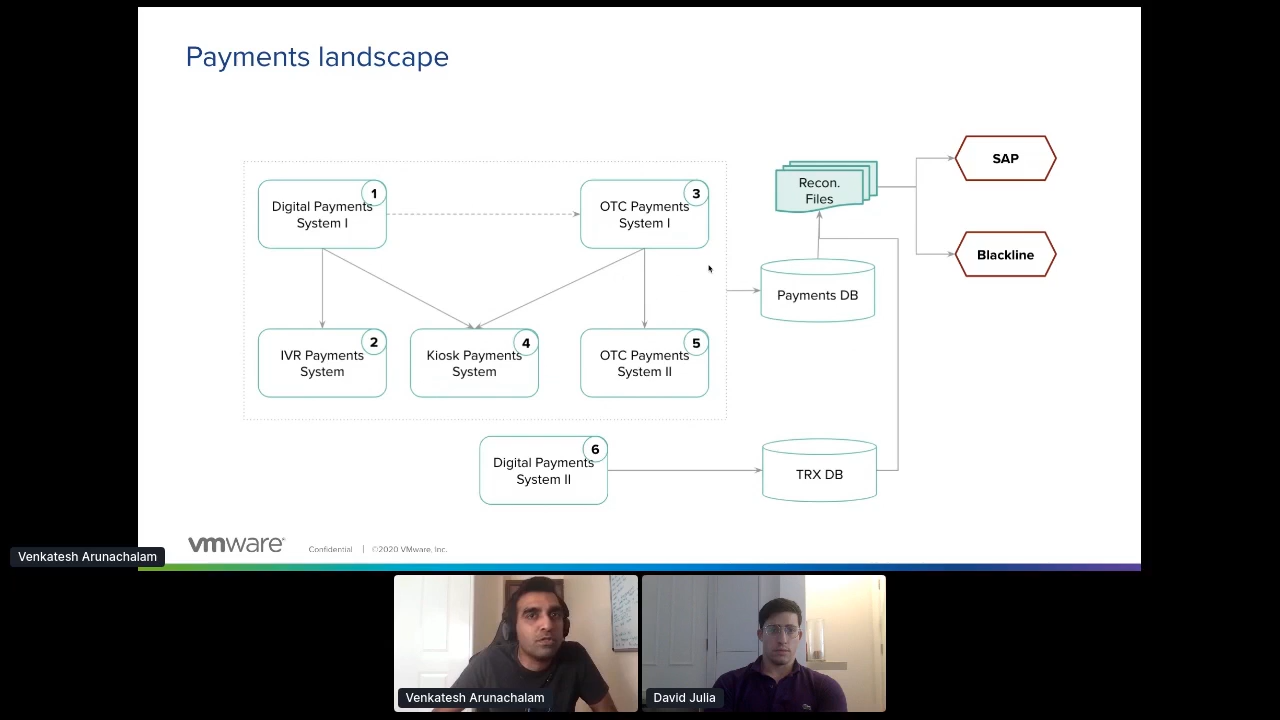 Payments landscape
1
Digital Payments
System I
3
OTC Payments
System I
2
IVR Payments
System
4
Kiosk Payments
System
5
OTC Payments
System II
6
Digital Payments
System II
Recon.
Files
Payments DB
TRX DB
SAP
Blackline
vmware®
Confidential | ©2020 VMware, Inc.
Venkatesh Arunachalam
Venkatesh Arunachalam
David Julia